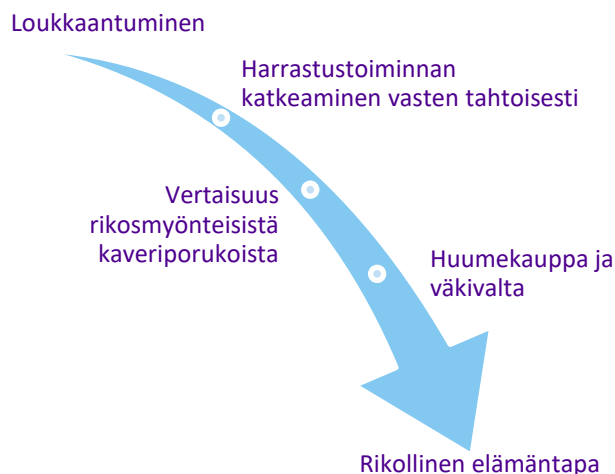 Loukkaantuminen
Harrastustoiminnan
katkeaminen vasten tahtoisesti
Vertaisuus
rikosmyönteisistä
kaveriporukoista
Huumekauppa ja
väkivalta
Rikollinen elämäntapa